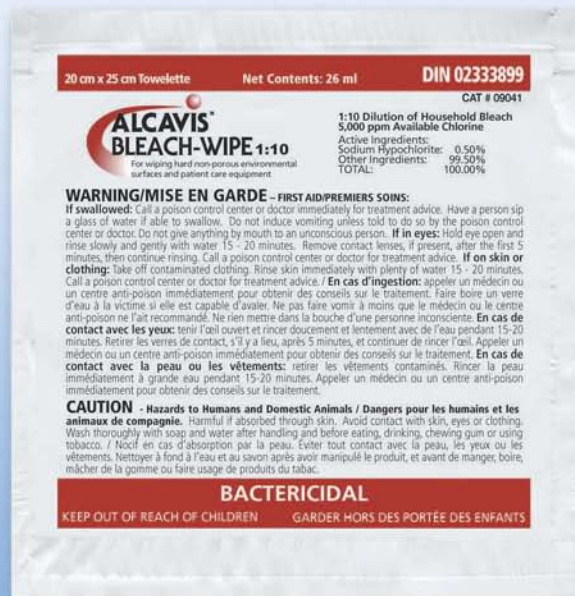 20 cm x 25 cm Towelette Net Contents: 26 ml DIN 02333899
CAT # 09041
ALCAVIS®
BLEACH-WIPE 1:10
For wiping hard non-porous environmental
surfaces and patient care equipment
1:10 Dilution of Household Bleach
5,000 ppm Available Chlorine
Active Ingredients:
Sodium Hypochlorite: 0.50%
Other Ingredients: 99.50%
TOTAL: 100.00%
WARNING/MISE EN GARDE – FIRST AID/PREMIERS SOINS:
If swallowed: Call a poison control center or doctor immediately for treatment advice. Have a person sip
a glass of water if able to swallow. Do not induce vomiting unless told to do so by the poison control
center or doctor. Do not give anything by mouth to an unconscious person. If in eyes: Hold eye open and
rinse slowly and gently with water 15 - 20 minutes. Remove contact lenses, if present, after the first 5
minutes, then continue rinsing. Call a poison control center or doctor for treatment advice. If on skin or
clothing: Take off contaminated clothing. Rinse skin immediately with plenty of water 15 - 20 minutes.
Call a poison control center or doctor for treatment advice. / En cas d'ingestion: appeler un médecin ou
un centre anti-poison immédiatement pour obtenir des conseils sur le traitement. Faire boire un verre
d'eau à la victime si elle est capable d'avaler. Ne pas faire vomir à moins que le médecin ou le centre
anti-poison ne l'ait recommandé. Ne rien mettre dans la bouche d'une personne inconsciente. En cas de
contact avec les yeux: tenir l'œil ouvert et rincer doucement et lentement avec de l'eau pendant 15-20
minutes. Retirer les verres de contact, s'il y a lieu, après 5 minutes, et continuer de rincer l'œil. Appeler un
médecin ou un centre anti-poison immédiatement pour obtenir des conseils sur le traitement. En cas de
contact avec la peau ou les vêtements: retirer les vêtements contaminés. Rincer la peau
immédiatement à grande eau pendant 15-20 minutes. Appeler un médecin ou un centre anti-poison
immédiatement pour obtenir des conseils sur le traitement.
CAUTION - Hazards to Humans and Domestic Animals / Dangers pour les humains et les
animaux de compagnie. Harmful if absorbed through skin. Avoid contact with skin, eyes or clothing.
Wash thoroughly with soap and water after handling and before eating, drinking, chewing gum or using
tobacco. / Nocif en cas d'absorption par la peau. Éviter tout contact avec la peau, les yeux ou les
vêtements. Nettoyer à fond à l'eau et au savon après avoir manipulé le produit, et avant de manger, boire,
mâcher de la gomme ou faire usage de produits du tabac.
BACTERICIDAL
KEEP OUT OF REACH OF CHILDREN GARDER HORS DES PORTÉE DES ENFANTS